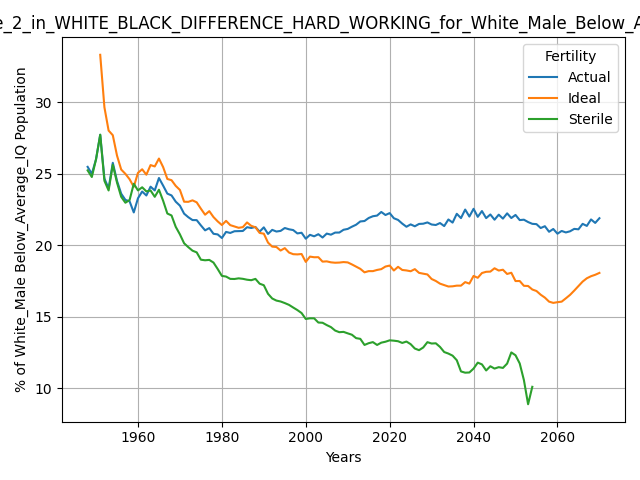 e_2_in_WHITE_BLACK_DIFFERENCE_HARD_WORKING_for_White_Male_Below_A
Fertility
Actual
Ideal
Sterile
% of White_Male Below_Average_IQ Population
30
25
20
15
10
1960
1980
2000
2020
2040
2060
Years